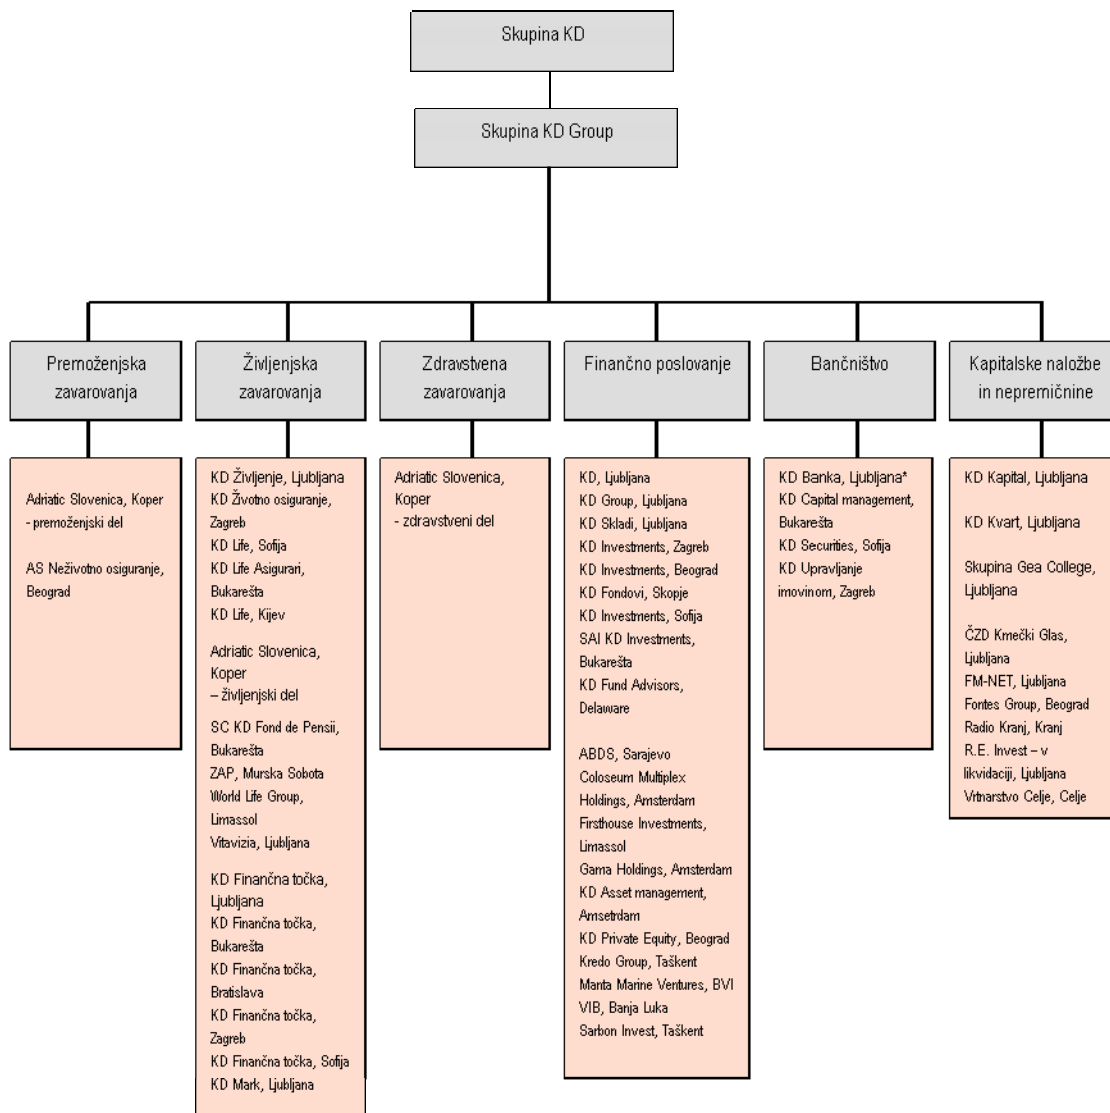 Skupina KD
Skupina KD Group
Premoženjska
zavarovanja
Življenjska
zavarovanja
Zdravstvena
zavarovanja
Finančno poslovanje
Bančništvo
Kapitalske naložbe
in nepremičnine
Adriatic Slovenica, Koper
- premoženjski del
AS Neživotno osiguranje,
Beograd
KD Življenje, Ljubljana
KD Životno osiguranje,
Zagreb
KD Life, Sofija
KD Life Asigurari,
Bukarešta
KD Life, Kijev
Adriatic Slovenica,
Koper
– življenjski del
SC KD Fond de Pensii,
Bukarešta
ZAP, Murska Sobota
World Life Group,
Limassol
Vitavizia, Ljubljana
KD Finančna točka,
Ljubljana
KD Finančna točka,
Bukarešta
KD Finančna točka,
Bratislava
KD Finančna točka,
Zagreb
KD Finančna točka, Sofija
KD Mark, Ljubljana
Adriatic Slovenica,
Koper
- zdravstveni del
KD, Ljubljana
KD Group, Ljubljana
KD Skladi, Ljubljana
KD Investments, Zagreb
KD Investments, Beograd
KD Fondovi, Skopje
KD Investments, Sofija
SAI KD Investments,
Bukarešta
KD Fund Advisors,
Delaware
ABDS, Sarajevo
Coloseum Multiplex
Holdings, Amsterdam
Firsthouse Investments,
Limassol
Gama Holdings, Amsterdam
KD Asset management,
Amsetrdam
KD Private Equity, Beograd
Kredo Group, Taškent
Manta Marine Ventures, BVI
VIB, Banja Luka
Sarbon Invest, Taškent
KD Banka, Ljubljana*
KD Capital management,
Bukarešta
KD Securities, Sofija
KD Upravljanje
imovinom, Zagreb
KD Kapital, Ljubljana
KD Kvart, Ljubljana
Skupina Gea College,
Ljubljana
ČZD Kmečki Glas,
Ljubljana
FM-NET, Ljubljana
Fontes Group, Beograd
Radio Kranj, Kranj
R.E. Invest – v
likvidaciji, Ljubljana
Vrtnarstvo Celje, Celje